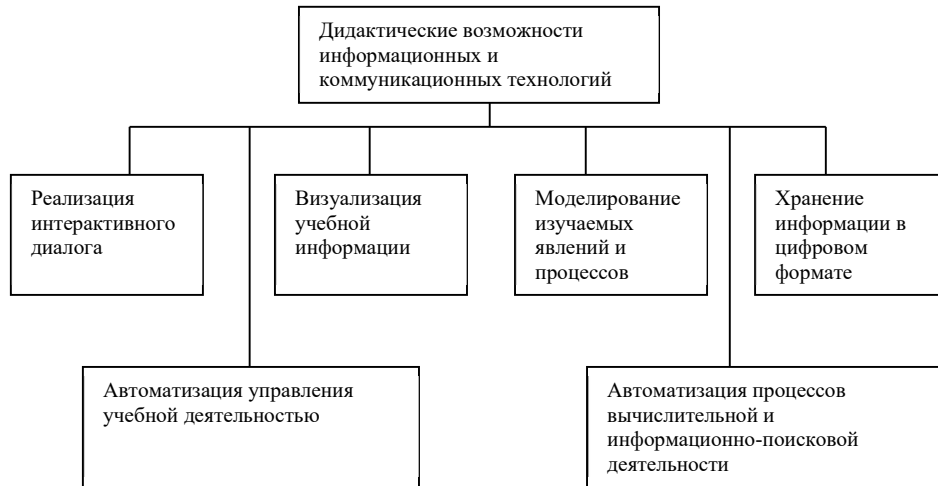 Дидактические возможности
информационных и
коммуникационных технологий
Реализация
интерактивного
диалога
Визуализация
учебной
информации
Моделирование
изучаемых
явлений и
процессов
Хранение
информации в
цифровом
формате
Автоматизация управления
учебной деятельностью
Автоматизация процессов
вычислительной и
информационно-поисковой
деятельности